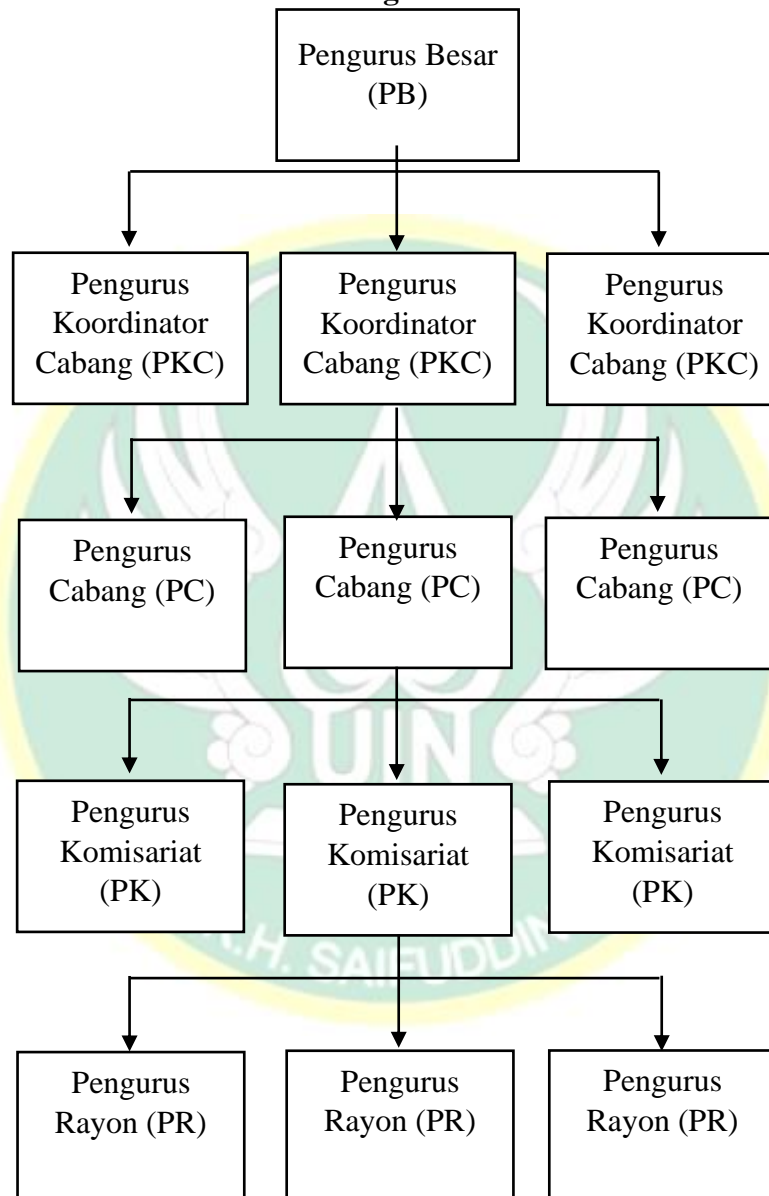 Pengurus Besar
(PB)
Pengurus
Koordinator
Cabang (PKC)
Pengurus
Koordinator
Cabang (PKC)
Pengurus
Koordinator
Cabang (PKC)
Pengurus
Cabang (PC)
Pengurus
Cabang (PC)
Pengurus
Cabang (PC)
UIN
Pengurus
Komisariat
(PK)
Pengurus
Komisariat
(PK)
Pengurus
Komisariat
(PK)
K.H. SAIFUDDIN
Pengurus
Rayon (PR)
Pengurus
Rayon (PR)
Pengurus
Rayon (PR)